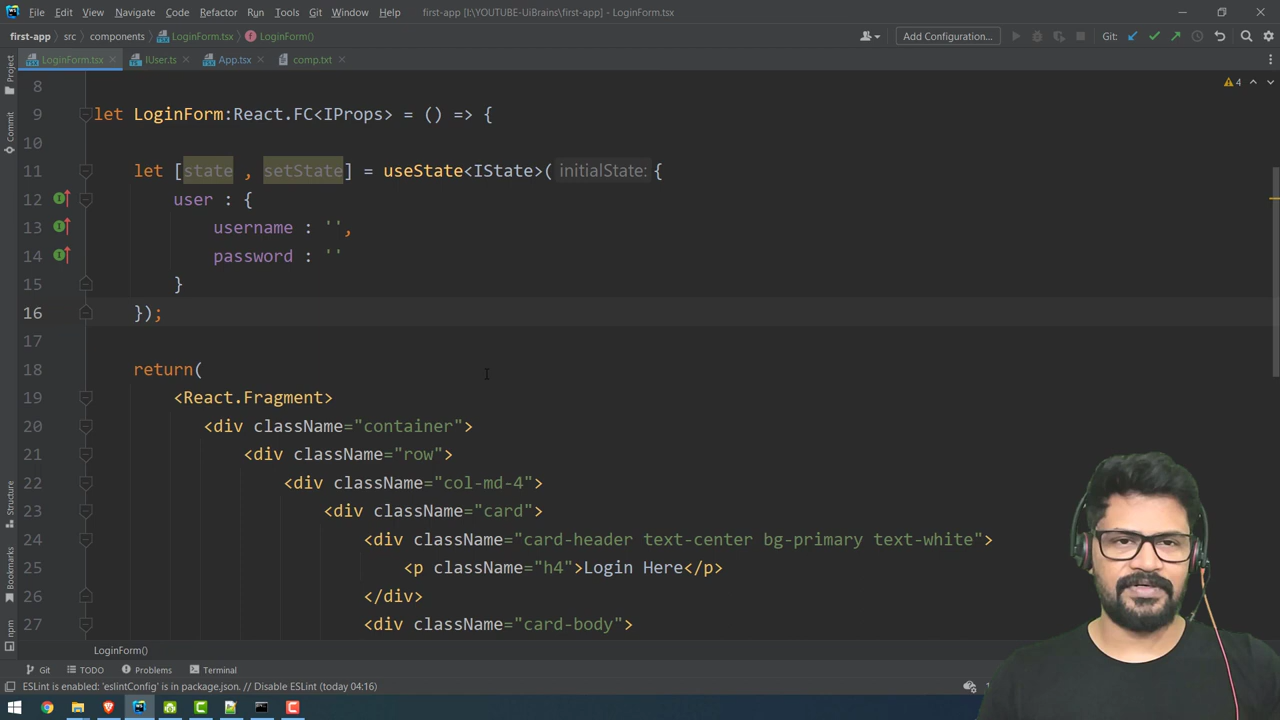 File Edit View Navigate Code Refactor Run Tools Git Window Help first-app [I:\YOUTUBE-UiBrains\first-app] - LoginForm.tsx
first-app src components LoginForm.tsx LoginForm() Add Configuration... Git:
LoginForm.tsx IUser.ts App.tsx comp.txt
Project
Commit
Structure
Bookmarks
npm
4
8
9 let LoginForm:React.FC<IProps> = () => {
10
11 let [state , setState] = useState<IState>( initialState: {
12 user : {
13 username : '',
14 password : ''
15 }
16 });
17
18 return(
19 <React.Fragment>
20 <div className="container">
21 <div className="row">
22 <div className="col-md-4">
23 <div className="card">
24 <div className="card-header text-center bg-primary text-white">
25 <p className="h4">Login Here</p>
26 </div>
27 <div className="card-body">
LoginForm()
Git TODO Problems Terminal
ESLint is enabled: 'eslintConfig' is in package.json. // Disable ESLint (today 04:16)